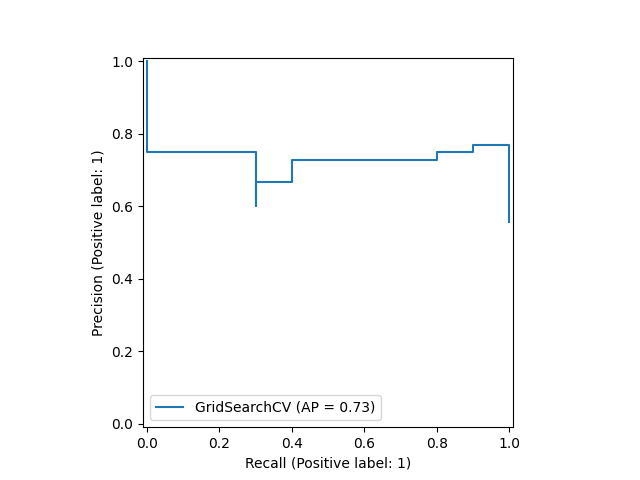 1.0
0.8
0.6
0.4
0.2
0.0
Precision (Positive label: 1)
GridSearchCV (AP = 0.73)
0.0 0.2 0.4 0.6 0.8 1.0
Recall (Positive label: 1)